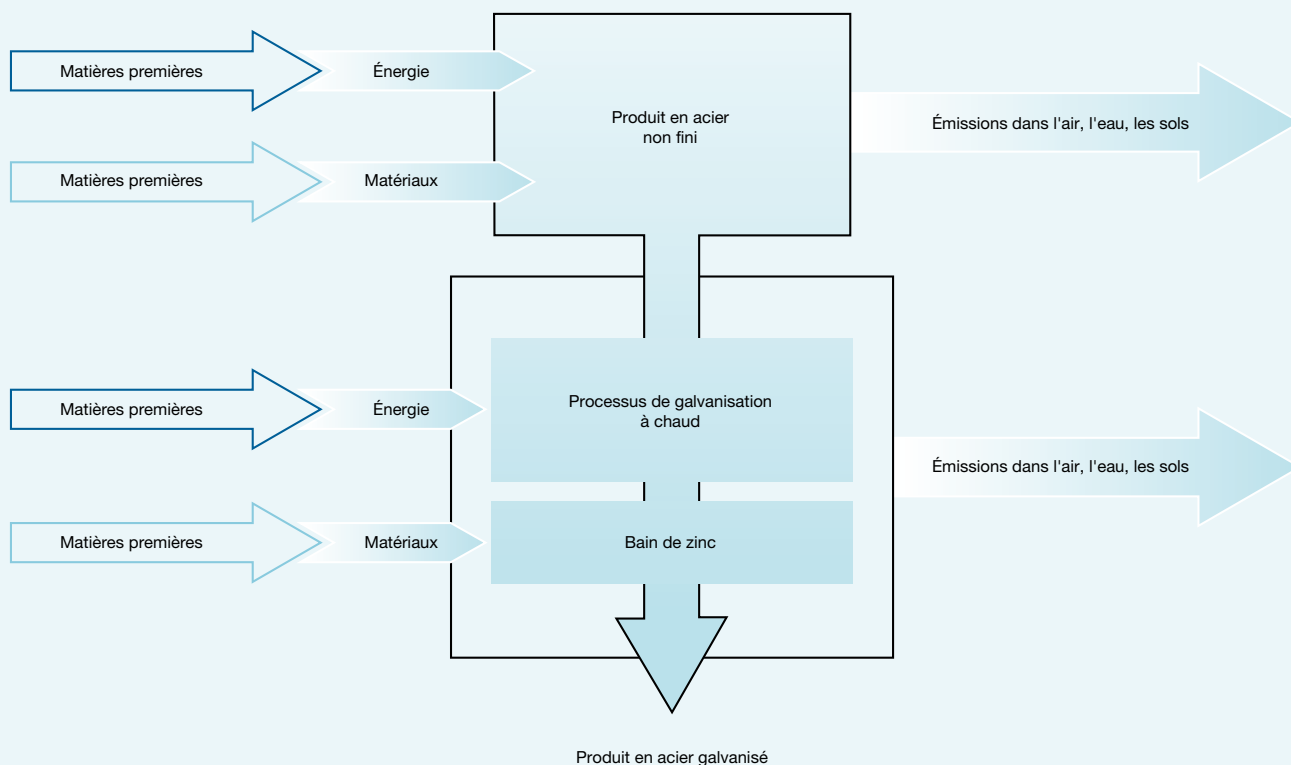 Matières premières
Énergie
Produit en acier
non fini
Émissions dans l'air, l'eau, les sols
Matières premières
Matériaux
Matières premières
Énergie
Processus de galvanisation
à chaud
Émissions dans l'air, l'eau, les sols
Matières premières
Matériaux
Bain de zinc
Produit en acier galvanisé